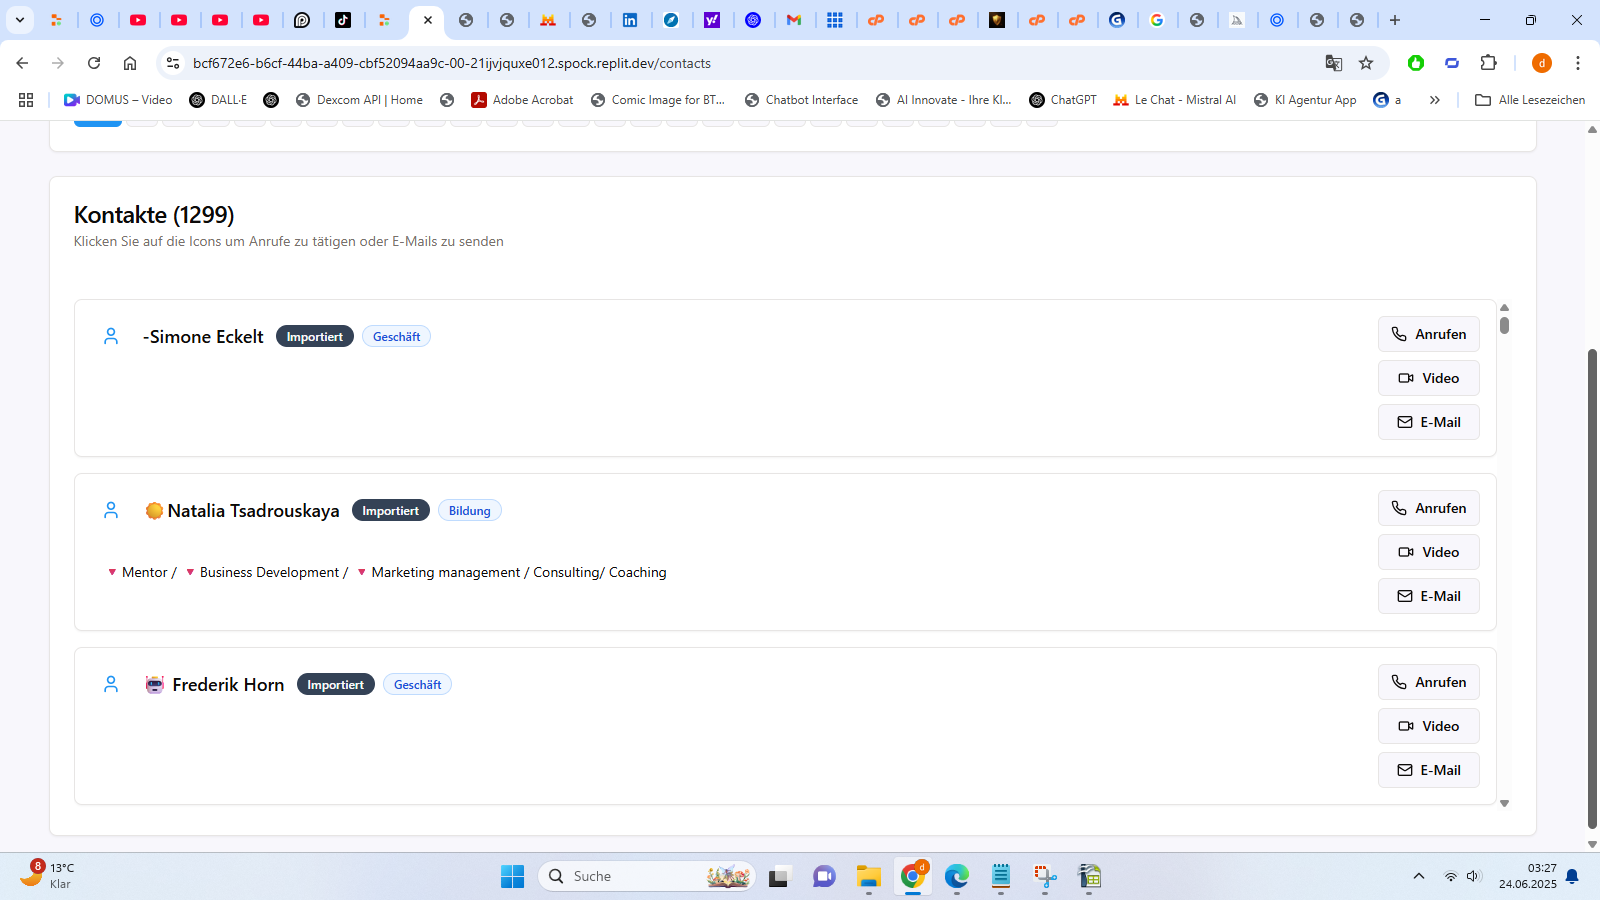 bcf672e6-b6cf-44ba-a409-cbf52094aa9c-00-21ijvjquxe012.spock.replit.dev/contacts
DOMUS – Video
DALL·E
Dexcom API | Home
Adobe Acrobat
Comic Image for BT...
Chatbot Interface
AI Innovate - Ihre KI...
ChatGPT
Le Chat - Mistral AI
KI Agentur App
a
Alle Lesezeichen
Kontakte (1299)
Klicken Sie auf die Icons um Anrufe zu tätigen oder E-Mails zu senden
-Simone Eckelt
Importiert
Geschäft
Anrufen
Video
E-Mail
Natalia Tsadrouskaya
Importiert
Bildung
Mentor / 🔻 Business Development / 🔻 Marketing management / Consulting/ Coaching
Anrufen
Video
E-Mail
Frederik Horn
Importiert
Geschäft
Anrufen
Video
E-Mail
8
13°C
Klar
Suche
d
03:27
24.06.2025